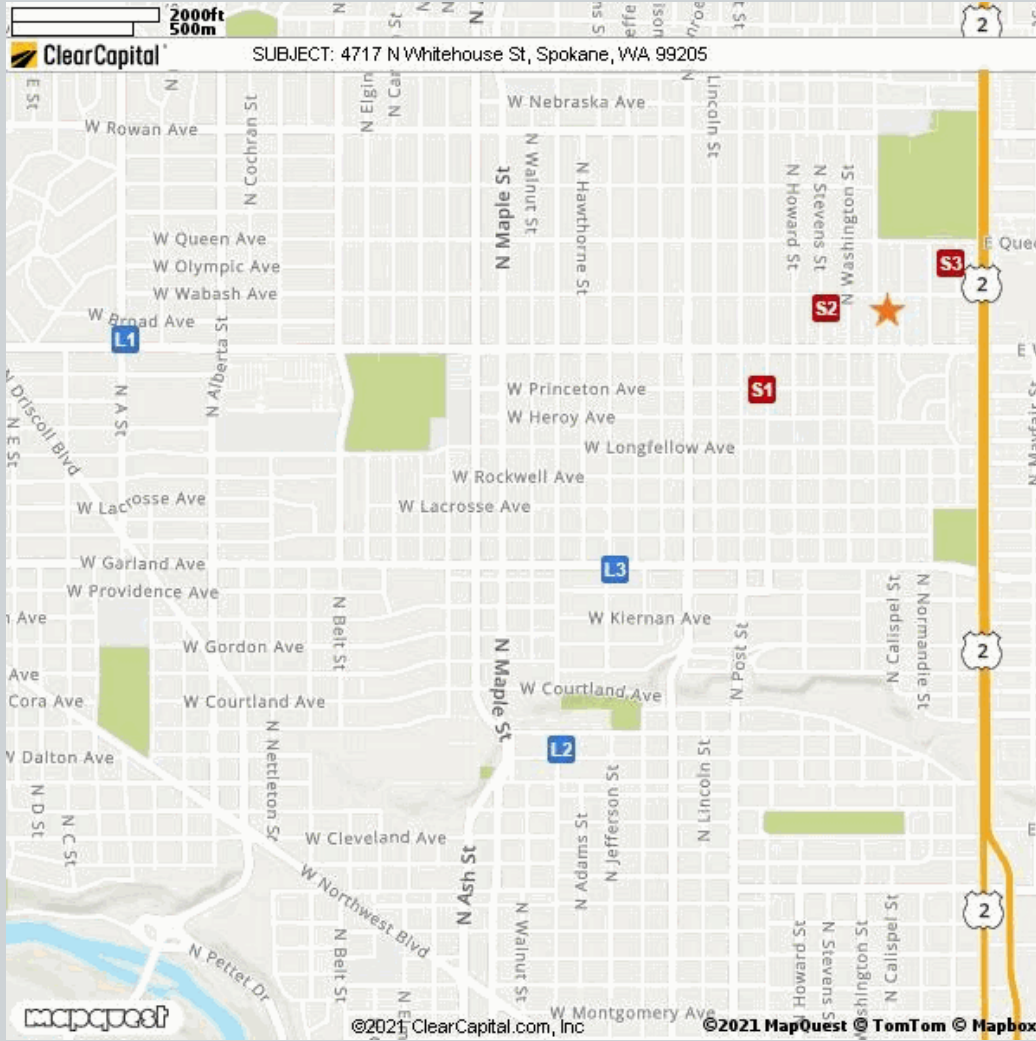 2000ft
500m
2
ClearCapital
SUBJECT: 4717 N Whitehouse St, Spokane, WA 99205
E St
N
N Elgin
N Cochran St
W Nebraska Ave
Lincoln St
W Rowan Ave
N Walnut St
N Maple St
N Hawthorne St
N Howard St
N Stevens St
N Washington St
W Queen Ave
W Olympic Ave
W Wabash Ave
S3
2
W Broad Ave
S2
L1
N Alberta St
N A St
N Driscoll Blvd
N E St
W Princeton Ave
S1
W Heroy Ave
W Longfellow Ave
W Rockwell Ave
W Lacrosse Ave
W Lacrosse Ave
W Garland Ave
L3
W Providence Ave
Ave
W Kiernan Ave
N Belt St
N Calispel St
N Normandie St
N Post St
W Gordon Ave
2
N Maple St
Ave
W Courtland Ave
Cora Ave
W Courtland Ave
L2
W Dalton Ave
N Nettleton St
N Lincoln St
N Jefferson St
N Adams St
N D St
N C St
W Cleveland Ave
N Ash St
W Northwest Blvd
N Walnut St
2
N Howard St
N Stevens St
Washington St
N Calispel St
N Belt St
N Pettet Dr
N E
W Montgomery Ave
mapquest
©2021 ClearCapital.com, Inc
©2021 MapQuest © TomTom © Mapbox